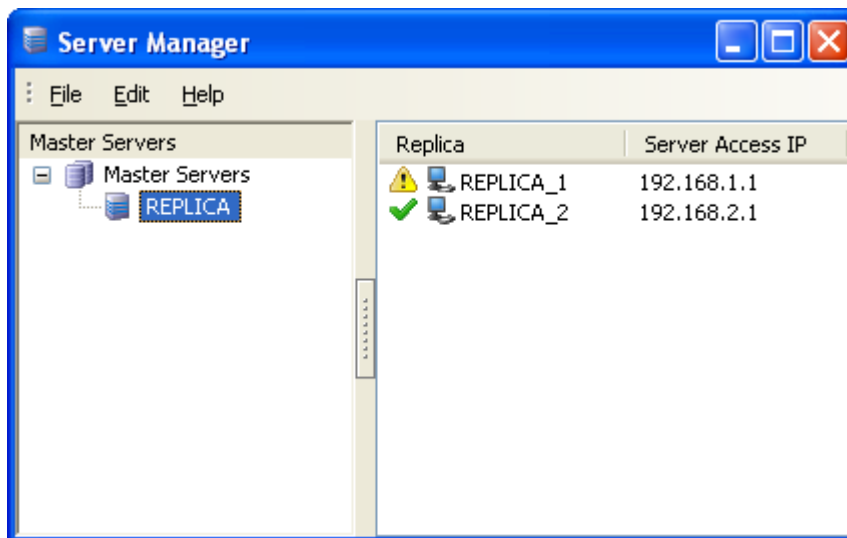 Server Manager
File Edit Help
Master Servers
Master Servers
REPLICA
Replica Server Access IP
REPLICA_1 192.168.1.1
REPLICA_2 192.168.2.1